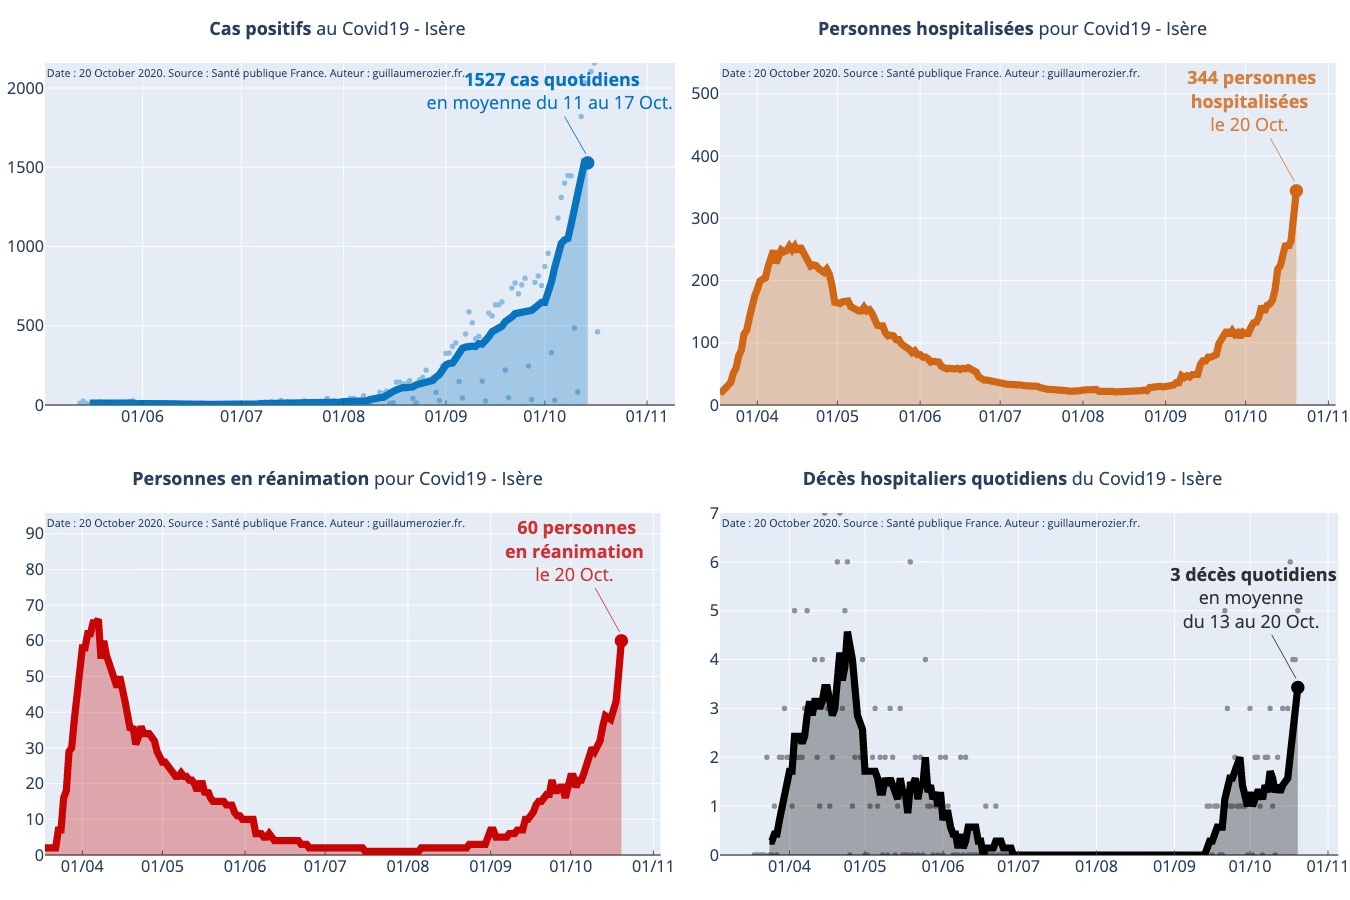 Cas positifs au Covid19 - Isère
Date : 20 October 2020. Source : Santé publique France. Auteur : guillaumerozier.fr.
1527 cas quotidiens
en moyenne du 11 au 17 Oct.
2000
1500
1000
500
0
01/06 01/07 01/08 01/09 01/10 01/11
Personnes hospitalisées pour Covid19 - Isère
Date : 20 October 2020. Source : Santé publique France. Auteur : guillaumerozier.fr.
344 personnes
hospitalisées
le 20 Oct.
500
400
300
200
100
0
01/04 01/05 01/06 01/07 01/08 01/09 01/10 01/11
Personnes en réanimation pour Covid19 - Isère
Date : 20 October 2020. Source : Santé publique France. Auteur : guillaumerozier.fr.
60 personnes
en réanimation
le 20 Oct.
90
80
70
60
50
40
30
20
10
0
01/04 01/05 01/06 01/07 01/08 01/09 01/10 01/11
Décès hospitaliers quotidiens du Covid19 - Isère
Date : 20 October 2020. Source : Santé publique France. Auteur : guillaumerozier.fr.
3 décès quotidiens
en moyenne
du 13 au 20 Oct.
7
6
5
4
3
2
1
0
01/04 01/05 01/06 01/07 01/08 01/09 01/10 01/11